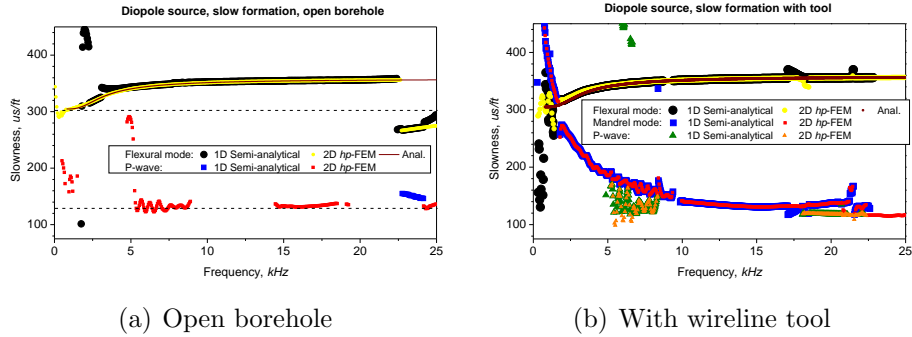 Diopole source, slow formation, open borehole
400
300
200
100
0
5
10
15
20
25
Slowness, us/ft
Frequency, kHz
Flexural mode: 1D Semi-analytical 2D hp-FEM Anal.
P-wave: 1D Semi-analytical 2D hp-FEM
(a) Open borehole
Dipole source, slow formation with tool
400
300
200
100
0
5
10
15
20
25
Slowness, us/ft
Frequency, kHz
Flexural mode: 1D Semi-analytical 2D hp-FEM Anal.
Mandrel mode: 1D Semi-analytical 2D hp-FEM
P-wave: 1D Semi-analytical 2D hp-FEM
(b) With wireline tool